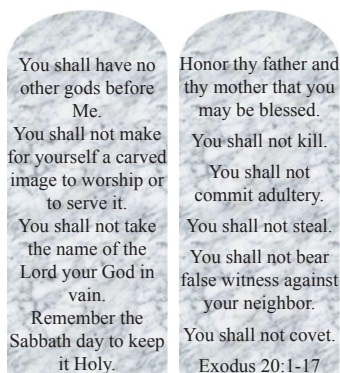 You shall have no
other gods before
Me.
You shall not make
for yourself a carved
image to worship or
to serve it.
You shall not take
the name of the
Lord your God in
vain.
Remember the
Sabbath day to keep
it Holy.
Honor thy father and
thy mother that you
may be blessed.
You shall not kill.
You shall not
commit adultery.
You shall not steal.
You shall not bear
false witness against
your neighbor.
You shall not covet.
Exodus 20:1-17